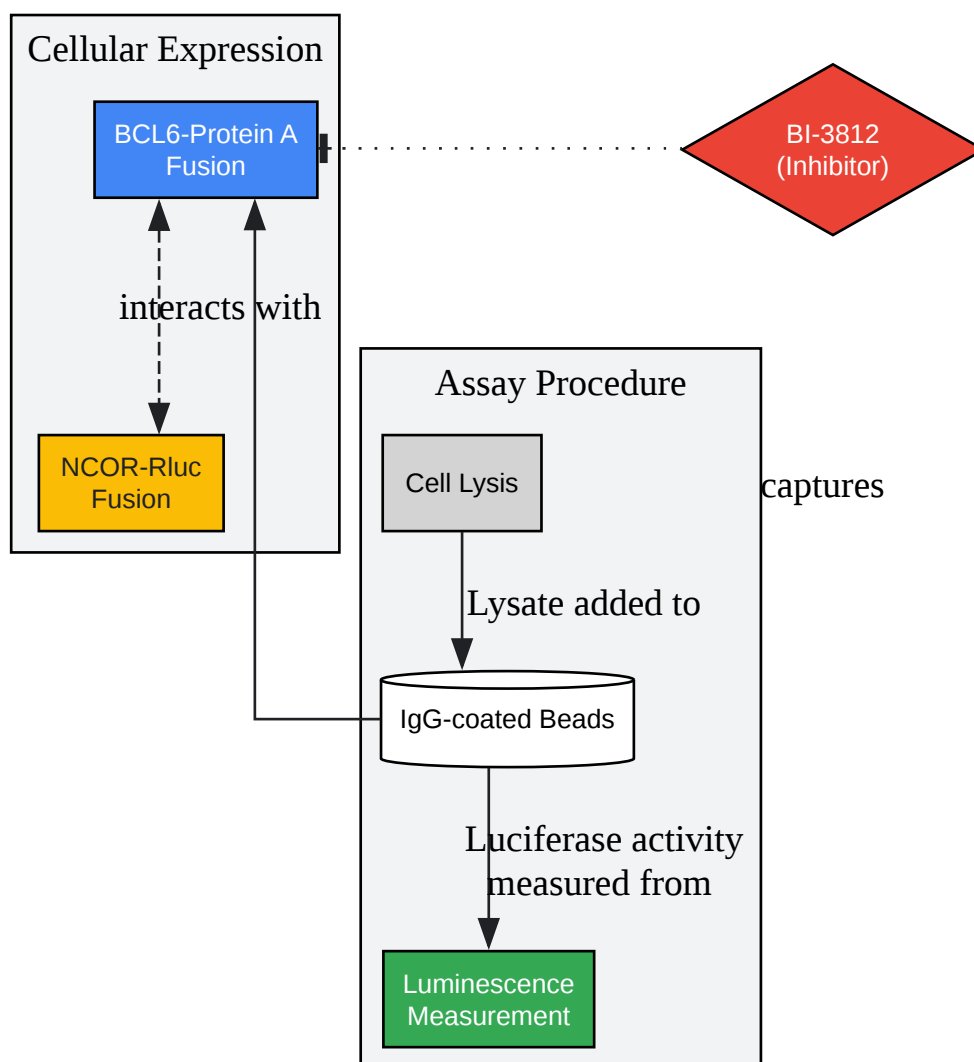 Cellular Expression
BCL6-Protein A
Fusion
BI-3812
(Inhibitor)
interacts with
NCOR-Rluc
Fusion
Assay Procedure
Cell Lysis
captures
Lysate added to
IgG-coated Beads
Luciferase activity
measured from
Luminescence
Measurement